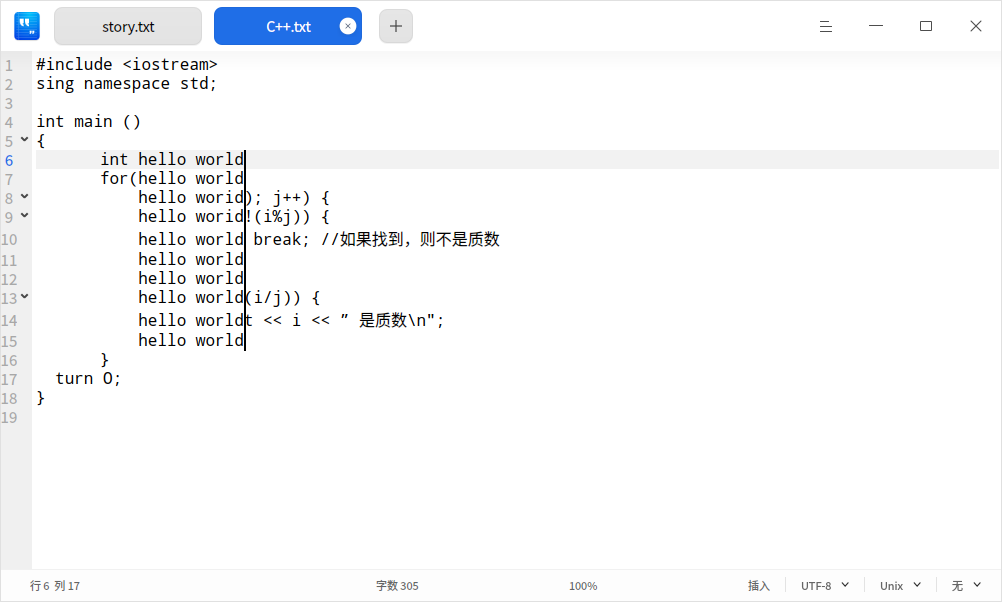 story.txt
C++.txt
1 #include <iostream>
2 sing namespace std;
3
4 int main ()
5 {
6 int hello world
7 for(hello world
8 hello worid); j++) {
9 hello worid!(i%j)) {
10 hello world break; //如果找到，则不是质数
11 hello world
12 hello world
13 hello world(i/j)) {
14 hello worldt << i << ” 是质数\n";
15 hello world
16 }
17 turn O;
18 }
19
行 6 列 17
字数 305
100%
插入
UTF-8
Unix
无